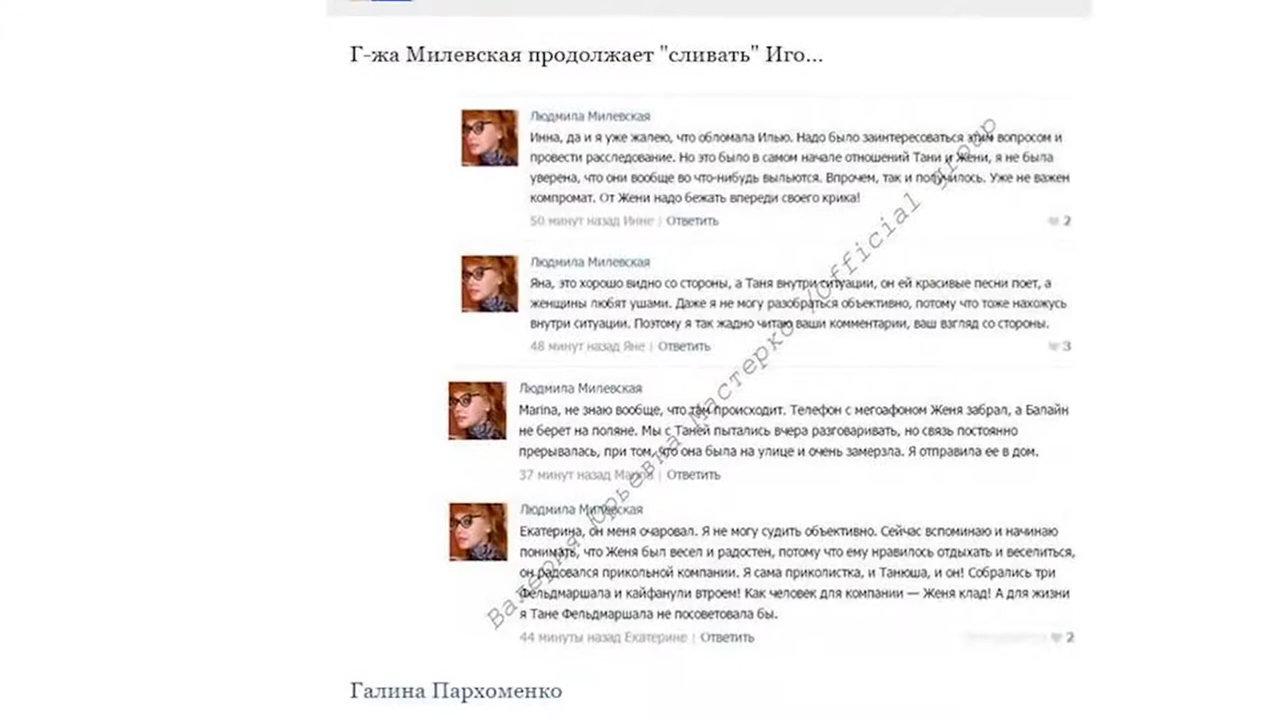 Г-жа Милевская продолжает "сливать" Иго...
Людмила Милевская
Инна, да и я уже жалею, что обломала Илью. Надо было заинтересоваться этим вопросом и
провести расследование. Но это было в самом начале отношений Тани и Жени, я не была
уверена, что они вообще во что-нибудь выльются. Впрочем, так и получилось. Уже не важен
компромат. От Жени надо бежать впереди своего крика!
50 минут назад Инне | Ответить
2
Людмила Милевская
Яна, это хорошо видно со стороны, а Таня внутри ситуации, он ей красивые песни поет, а
женщины любят ушами. Даже я не могу разобраться объективно, потому что тоже нахожусь
внутри ситуации. Поэтому я так жадно читаю ваши комментарии, ваш взгляд со стороны.
48 минут назад Яне | Ответить
3
Людмила Милевская
Marina, не знаю вообще, что там происходит. Телефон с мегоафоном Женя забрал, а Балайн
не берет на поляне. Мы с Таней пытались вчера разговаривать, но связь постоянно
прерывалась, при том, что она была на улице и очень замерзла. Я отправила ее в дом.
37 минут назад Marina | Ответить
Людмила Милевская
Екатерина, он меня очаровал. Я не могу судить объективно. Сейчас вспоминаю и начинаю
понимать, что Женя был весел и радостен, потому что ему нравилось отдыхать и веселиться,
он радовался прикольной компании. Я сама приколистка, и Танюша, и он! Собрались три
Фельдмаршала и кайфанули втроем! Как человек для компании — Женя клад! А для жизни
я Тане Фельдмаршала не посоветовала бы.
44 минуты назад Екатерине | Ответить
2
Валерия Юрьевна Мастерко /Official group
Галина Пархоменко